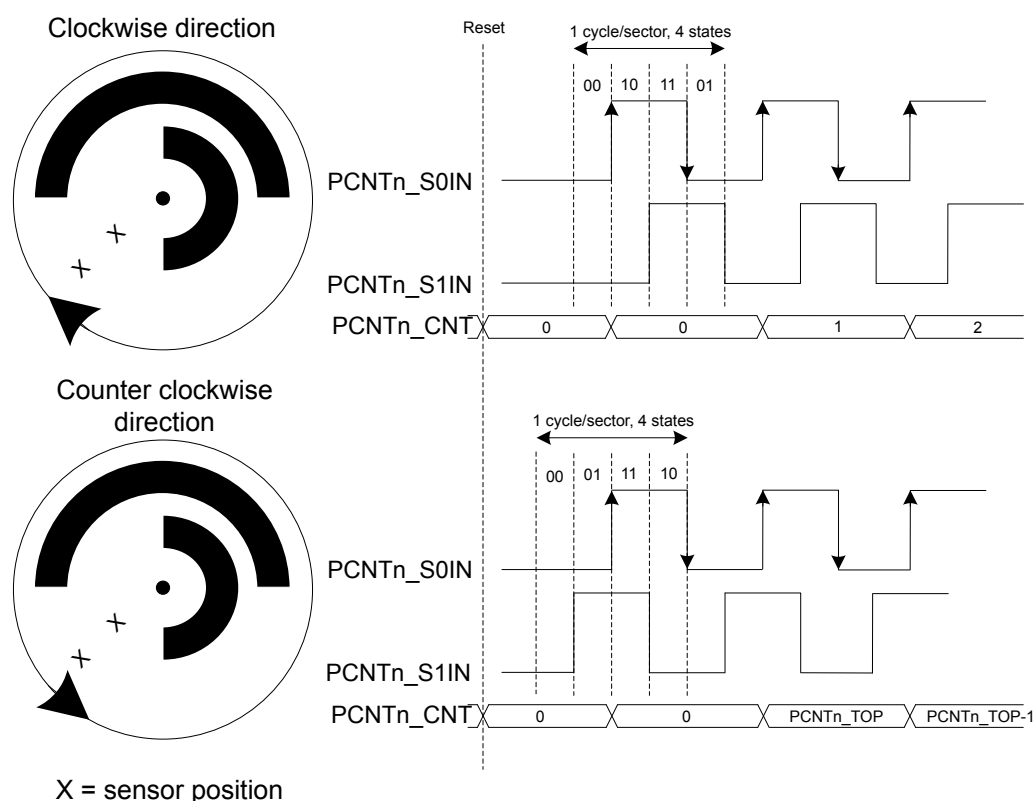 Clockwise direction
Reset
1 cycle/sector, 4 states
00 10 11 01
PCNTn_S0IN
PCNTn_S1IN
PCNTn_CNT 0 0 1 2
X X
Counter clockwise
direction
1 cycle/sector, 4 states
00 01 11 10
PCNTn_S0IN
PCNTn_S1IN
PCNTn_CNT 0 0 PCNTn_TOP PCNTn_TOP-1
X X
X = sensor position